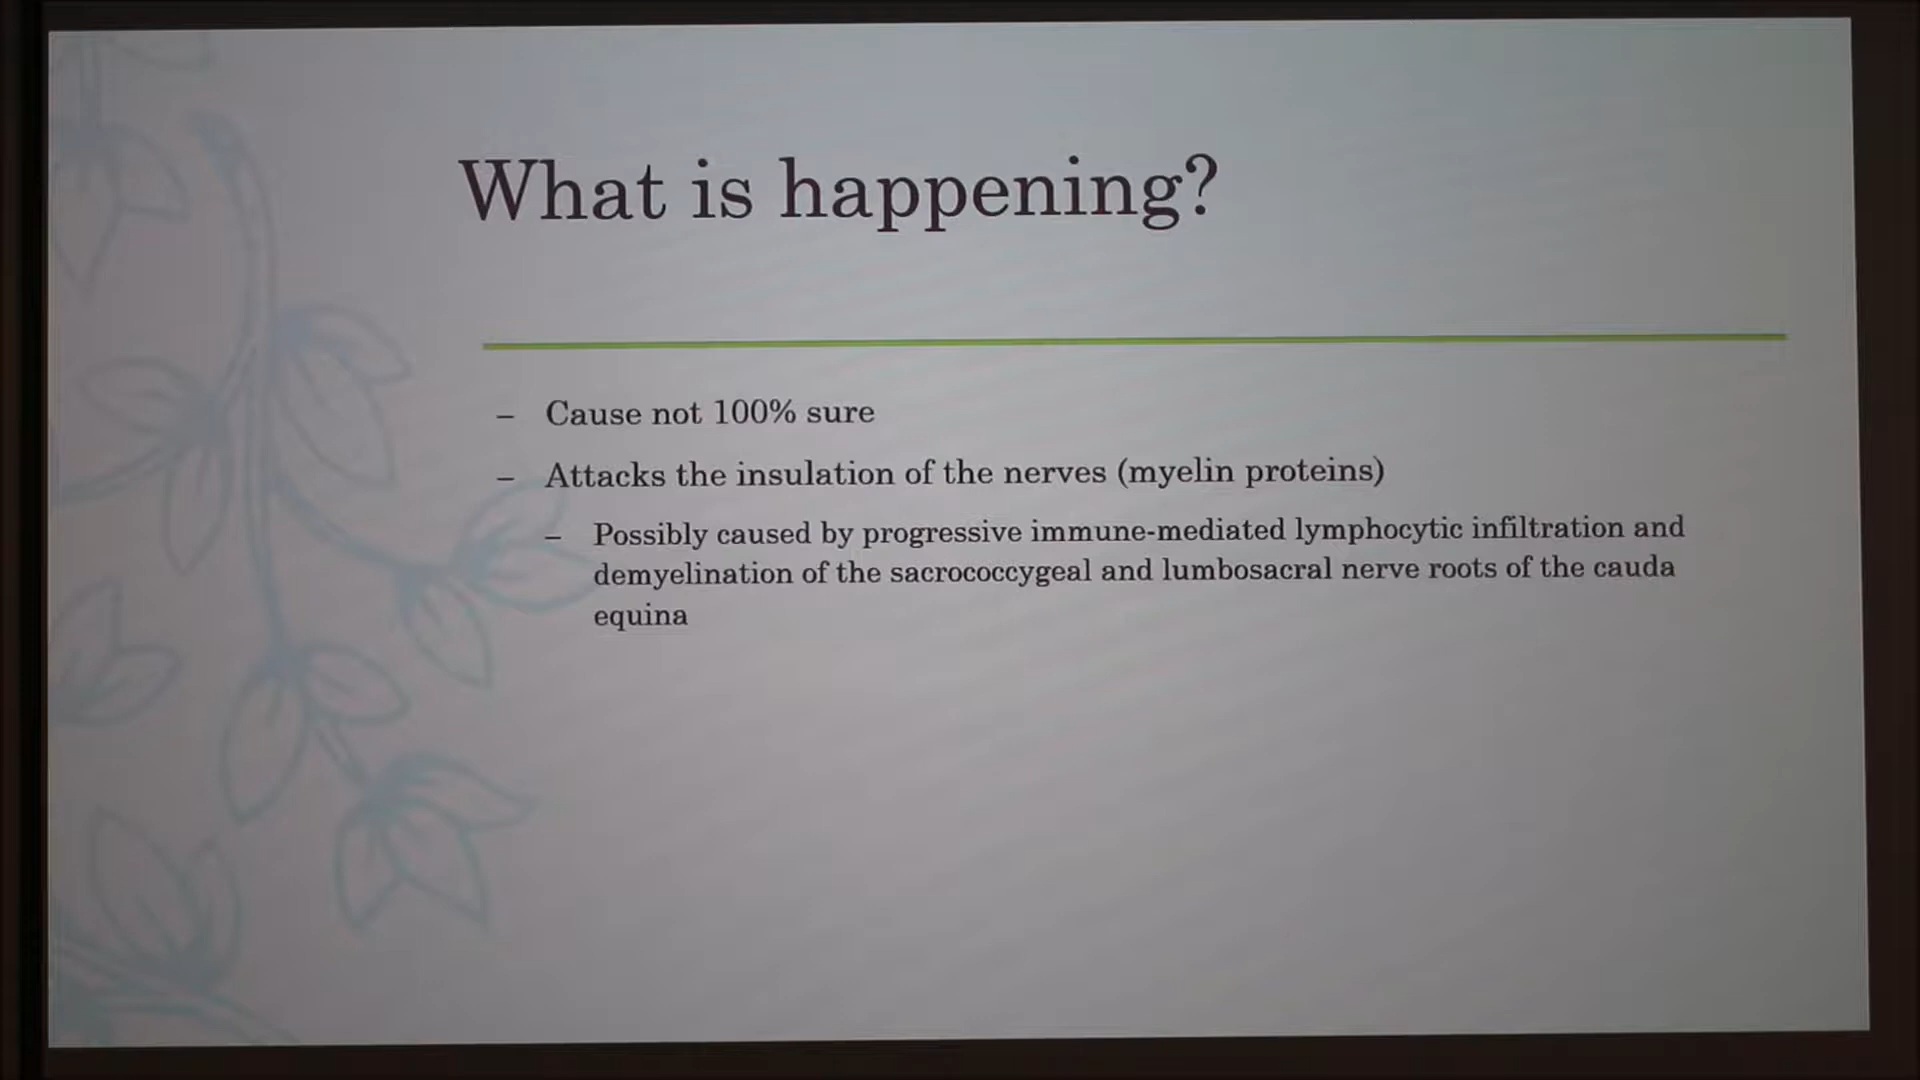 What is happening?
– Cause not 100% sure
– Attacks the insulation of the nerves (myelin proteins)
– Possibly caused by progressive immune-mediated lymphocytic infiltration and
demyelination of the sacrococcygeal and lumbosacral nerve roots of the cauda
equina